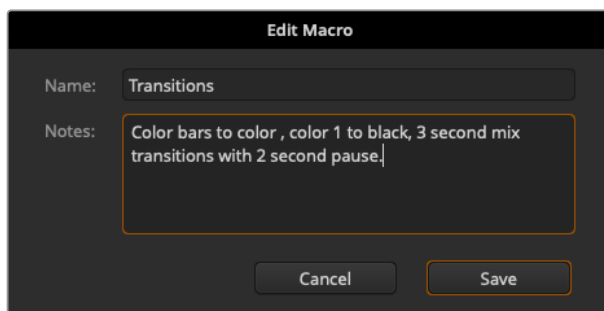 Edit Macro
Name: Transitions
Notes: Color bars to color , color 1 to black, 3 second mix
transitions with 2 second pause.
Cancel Save